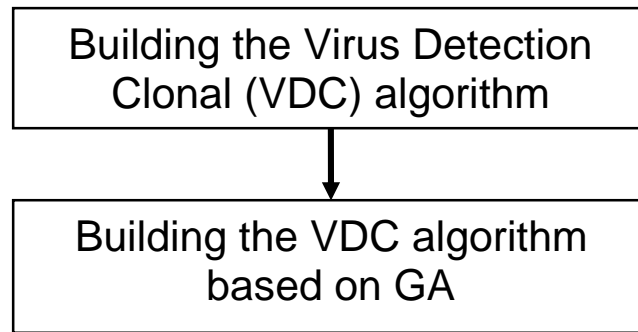 Building the Virus Detection
Clonal (VDC) algorithm
Building the VDC algorithm
based on GA